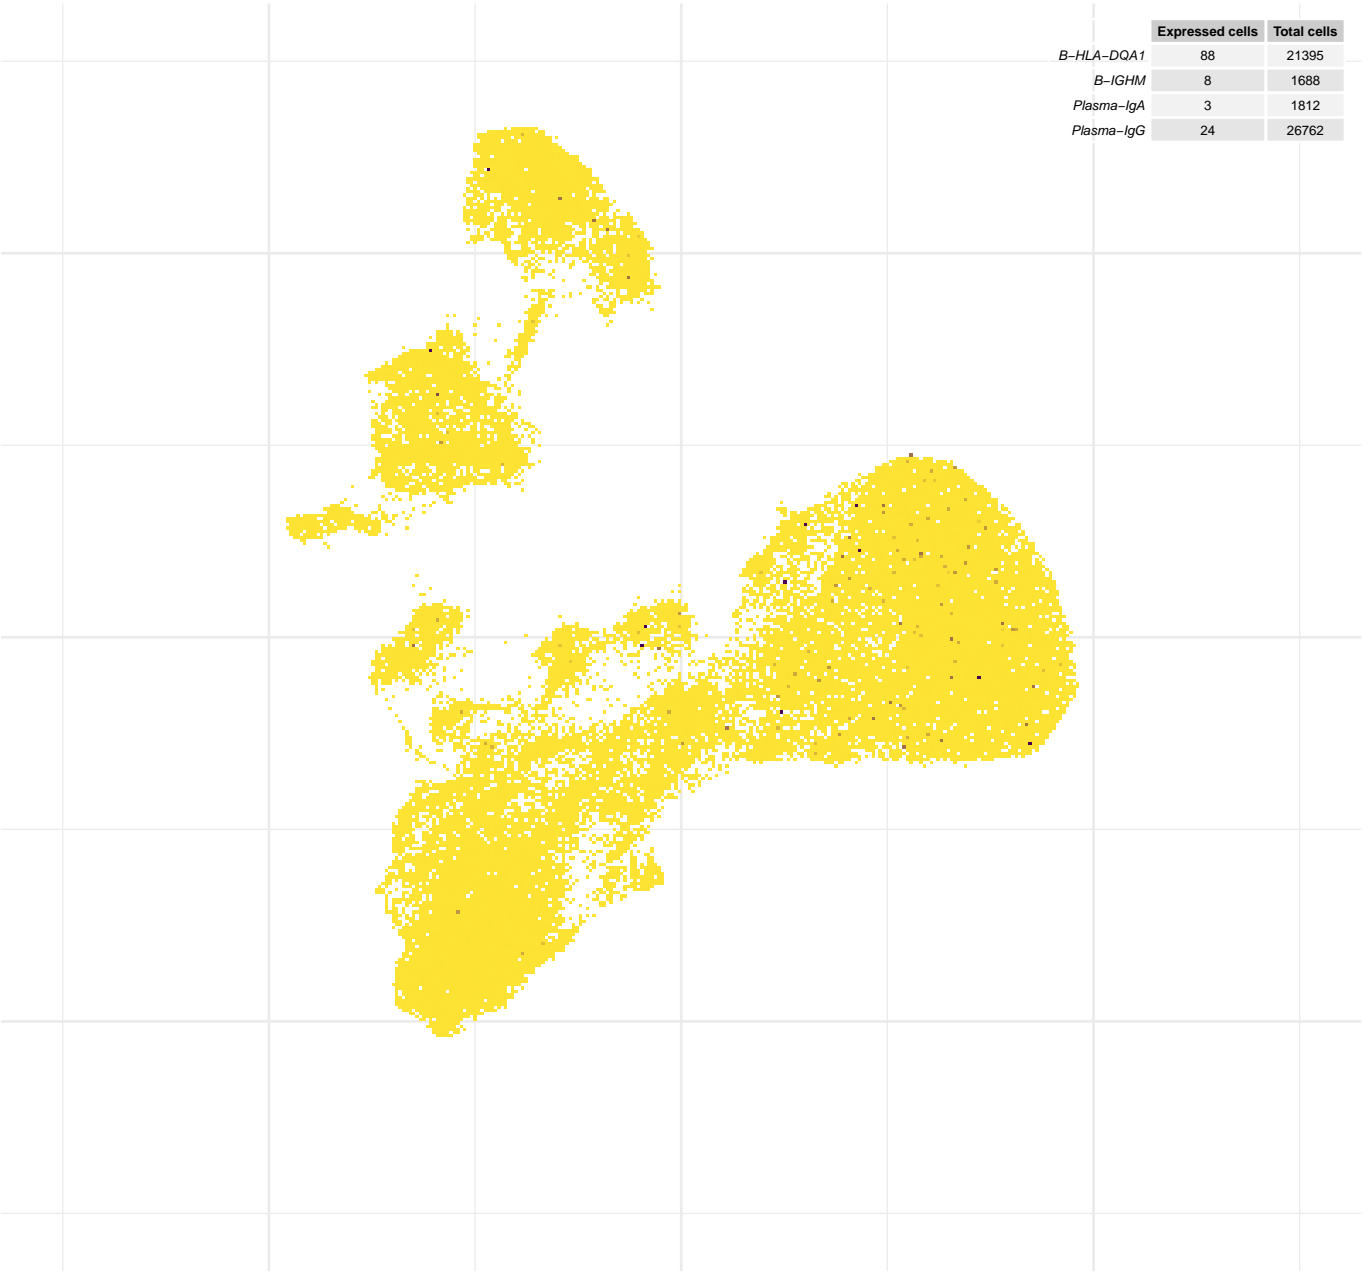 Expressed cells Total cells
B−HLA−DQA1 88 21395
B−IGHM 8 1688
Plasma−IgA 3 1812
Plasma−IgG 24 26762